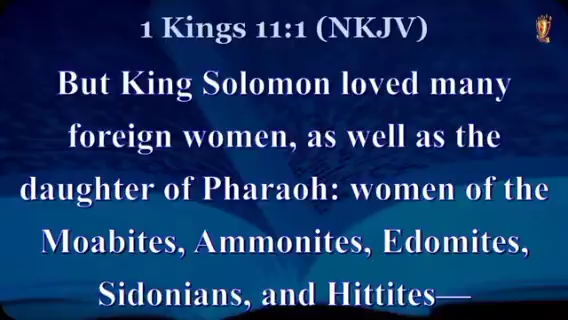 1 Kings 11:1 (NKJV)
But King Solomon loved many
foreign women, as well as the
daughter of Pharaoh: women of the
Moabites, Ammonites, Edomites,
Sidonians, and Hittites—